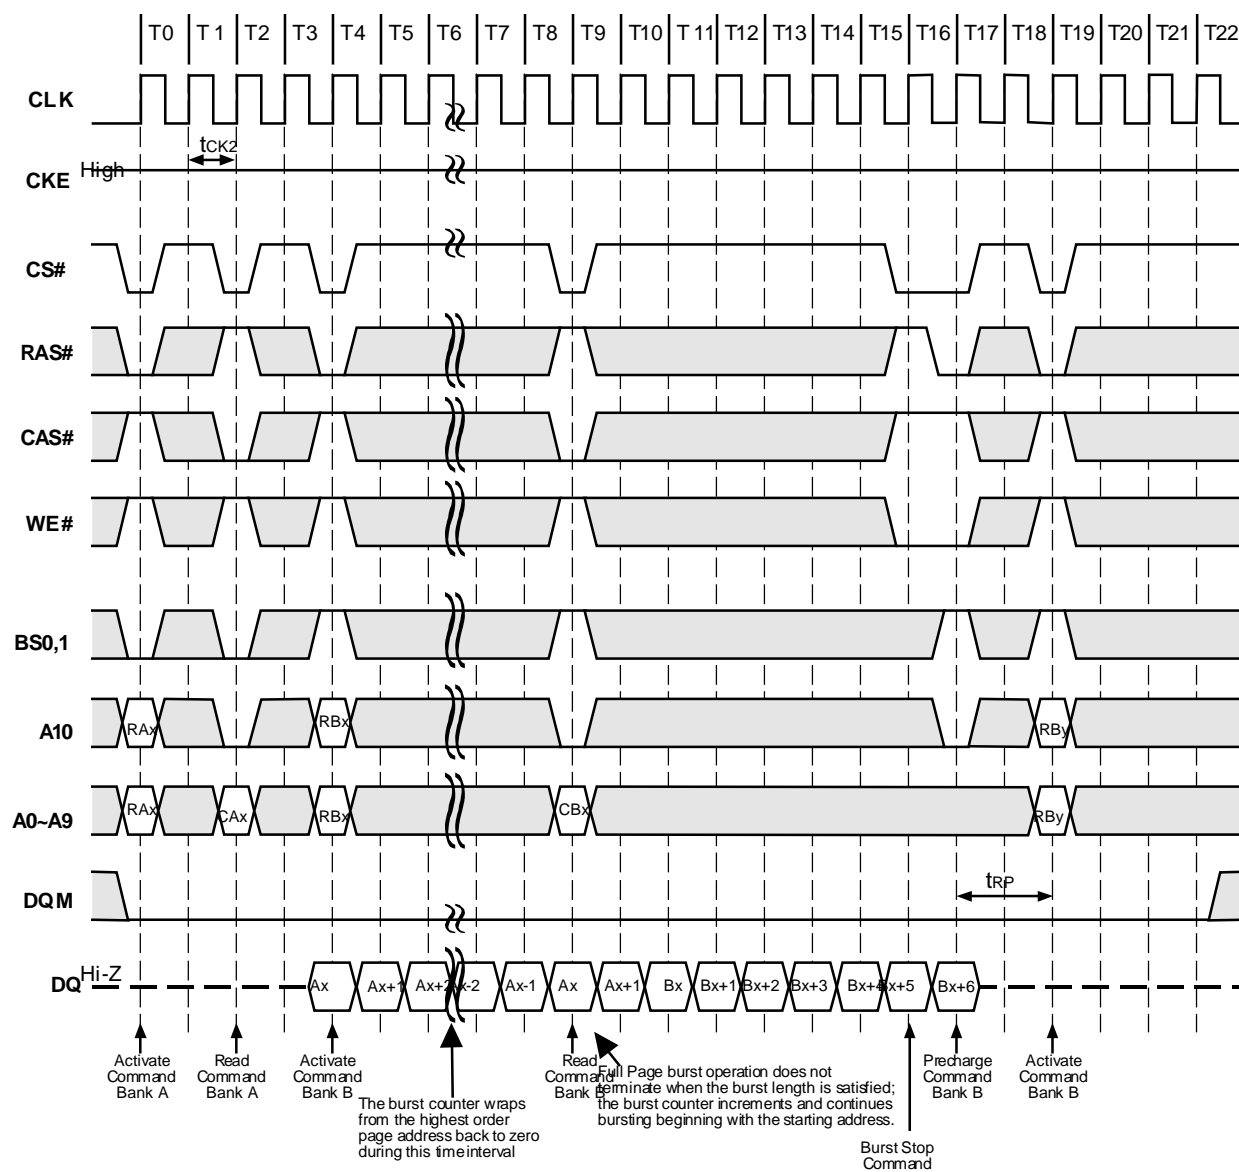 T0 T1 T2 T3 T4 T5 T6 T7 T8 T9 T10 T11 T12 T13 T14 T15 T16 T17 T18 T19 T20 T21 T22
CLK
tCK2
CKE High
CS#
RAS#
CAS#
WE#
BS0,1
A10 RAx RBx RBy
A0~A9 RAx CAx RBx CBx RBy
DQM
tRP
DQ Hi-Z Ax Ax+1 Ax+2 Ax-2 Ax-1 Ax Ax+1 Bx Bx+1 Bx+2 Bx+3 Bx+4 Bx+5 Bx+6
Activate
Command
Bank A
Read
Command
Bank A
Activate
Command
Bank B
The burst counter wraps
from the highest order
page address back to zero
during this time interval
Read
Command
Bank B
Full Page burst operation does not
terminate when the burst length is satisfied;
the burst counter increments and continues
bursting beginning with the starting address.
Burst Stop
Command
Precharge
Command
Bank B
Activate
Command
Bank B